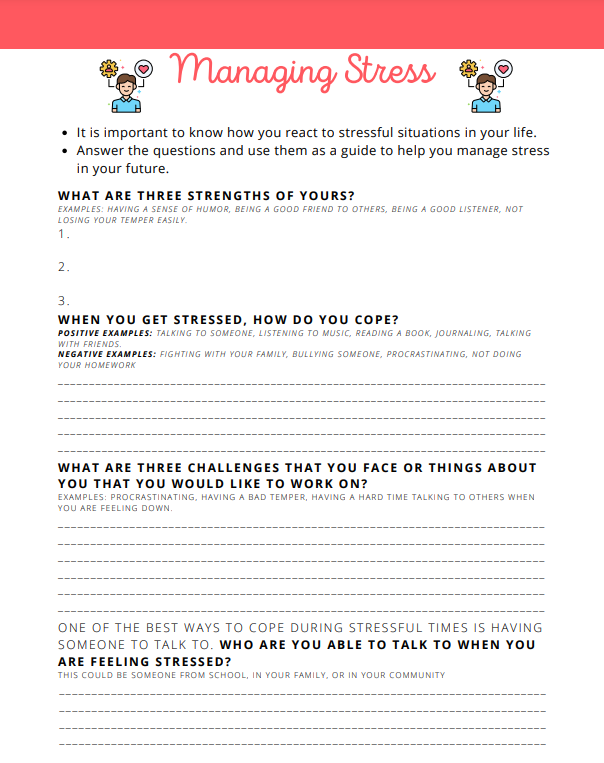 Managing Stress
• It is important to know how you react to stressful situations in your life.
• Answer the questions and use them as a guide to help you manage stress
in your future.
WHAT ARE THREE STRENGTHS OF YOURS?
EXAMPLES: HAVING A SENSE OF HUMOR, BEING A GOOD FRIEND TO OTHERS, BEING A GOOD LISTENER, NOT
LOSING YOUR TEMPER EASILY.
1.
2.
3.
WHEN YOU GET STRESSED, HOW DO YOU COPE?
POSITIVE EXAMPLES: TALKING TO SOMEONE, LISTENING TO MUSIC, READING A BOOK, JOURNALING, TALKING
WITH FRIENDS.
NEGATIVE EXAMPLES: FIGHTING WITH YOUR FAMILY, BULLYING SOMEONE, PROCRASTINATING, NOT DOING
YOUR HOMEWORK
WHAT ARE THREE CHALLENGES THAT YOU FACE OR THINGS ABOUT
YOU THAT YOU WOULD LIKE TO WORK ON?
EXAMPLES: PROCRASTINATING, HAVING A BAD TEMPER, HAVING A HARD TIME TALKING TO OTHERS WHEN
YOU ARE FEELING DOWN.
ONE OF THE BEST WAYS TO COPE DURING STRESSFUL TIMES IS HAVING
SOMEONE TO TALK TO. WHO ARE YOU ABLE TO TALK TO WHEN YOU
ARE FEELING STRESSED?
THIS COULD BE SOMEONE FROM SCHOOL, IN YOUR FAMILY, OR IN YOUR COMMUNITY